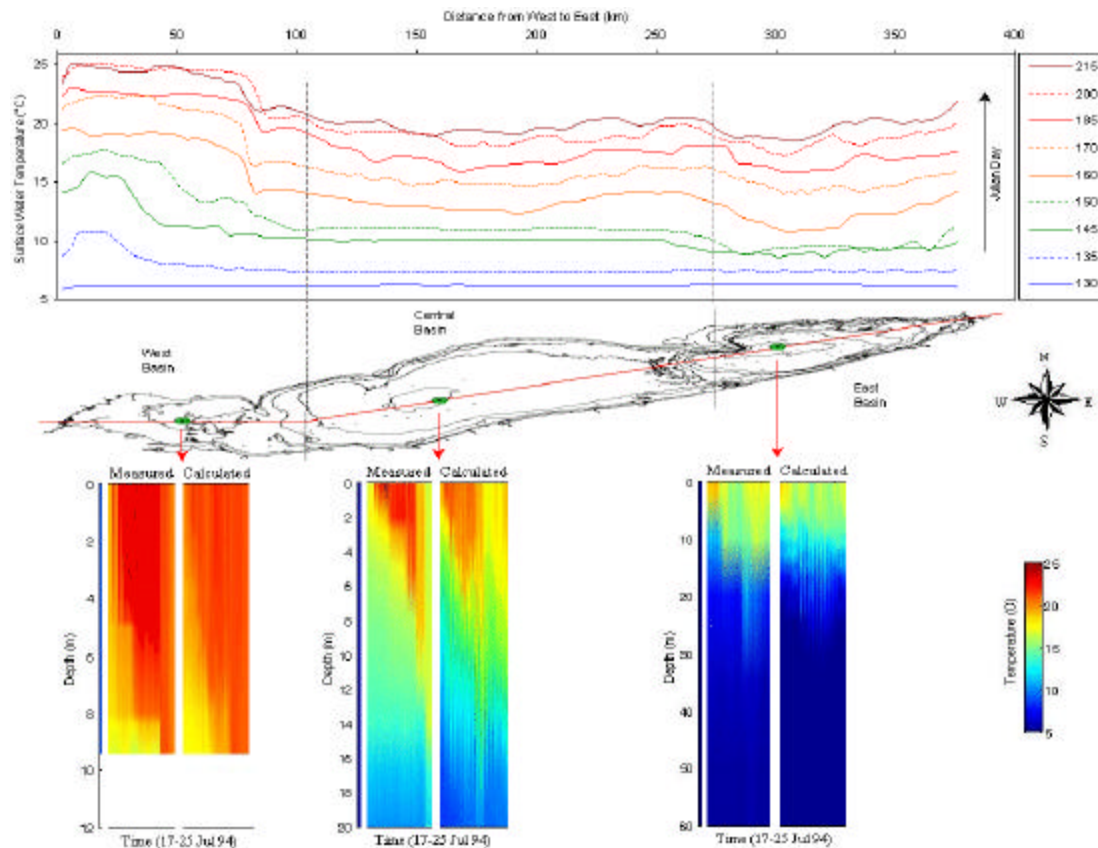 Distance from West to East (km)
0 50 100 150 200 250 300 350 400
Surface Water Temperature (°C)
25
20
15
10
5
215
200
185
170
160
150
145
135
130
Julian Day
West
Basin
Central
Basin
East
Basin
N
W E
S
Measured Calculated
Measured Calculated
Measured Calculated
Depth (m)
0
2
4
6
8
10
12
Depth (m)
0
2
4
6
8
10
12
14
16
18
20
Depth (m)
0
10
20
30
40
50
60
Temperature
25
20
15
10
5
Time (17-25 Jul 94)
Time (17-25 Jul 94)
Time (17-25 Jul 94)